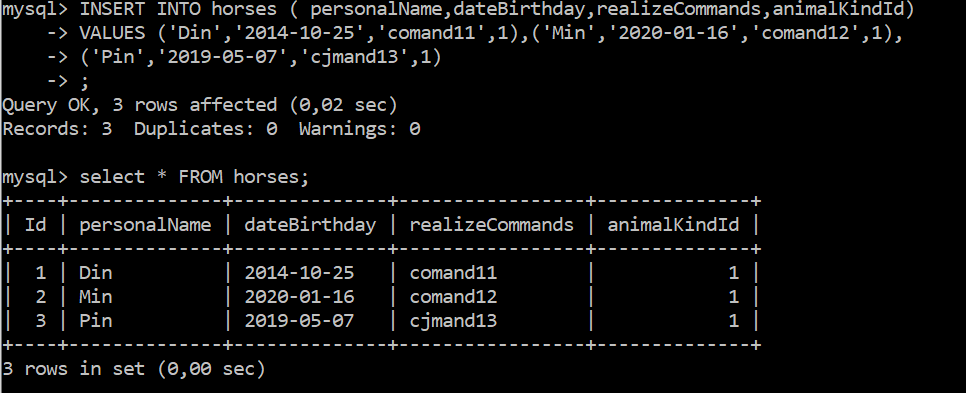 mysql> INSERT INTO horses ( personalName,dateBirthday,realizeCommands,animalKindId)
    -> VALUES ('Din','2014-10-25','comand11',1),('Min','2020-01-16','comand12',1),
    -> ('Pin','2019-05-07','cjmand13',1)
    -> ;
Query OK, 3 rows affected (0,02 sec)
Records: 3  Duplicates: 0  Warnings: 0

mysql> select * FROM horses;
+----+--------------+--------------+-----------------+--------------+
| Id | personalName | dateBirthday | realizeCommands | animalKindId |
+----+--------------+--------------+-----------------+--------------+
|  1 | Din          | 2014-10-25   | comand11        |            1 |
|  2 | Min          | 2020-01-16   | comand12        |            1 |
|  3 | Pin          | 2019-05-07   | cjmand13        |            1 |
+----+--------------+--------------+-----------------+--------------+
3 rows in set (0,00 sec)